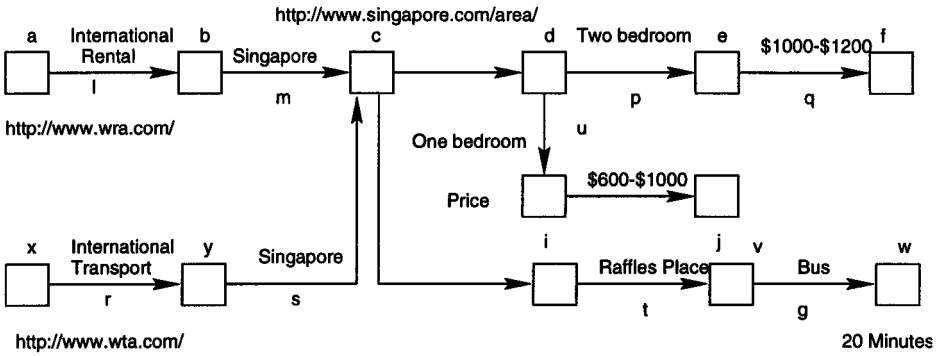 http://www.singapore.com/area/
a International Rental b Singapore c d Two bedroom e $1000-$1200 f
l m p q
http://www.wra.com/
u
One bedroom
$600-$1000
Price
x International Transport y Singapore i j v w
Raffles Place Bus
r s t g
http://www.wta.com/ 20 Minutes